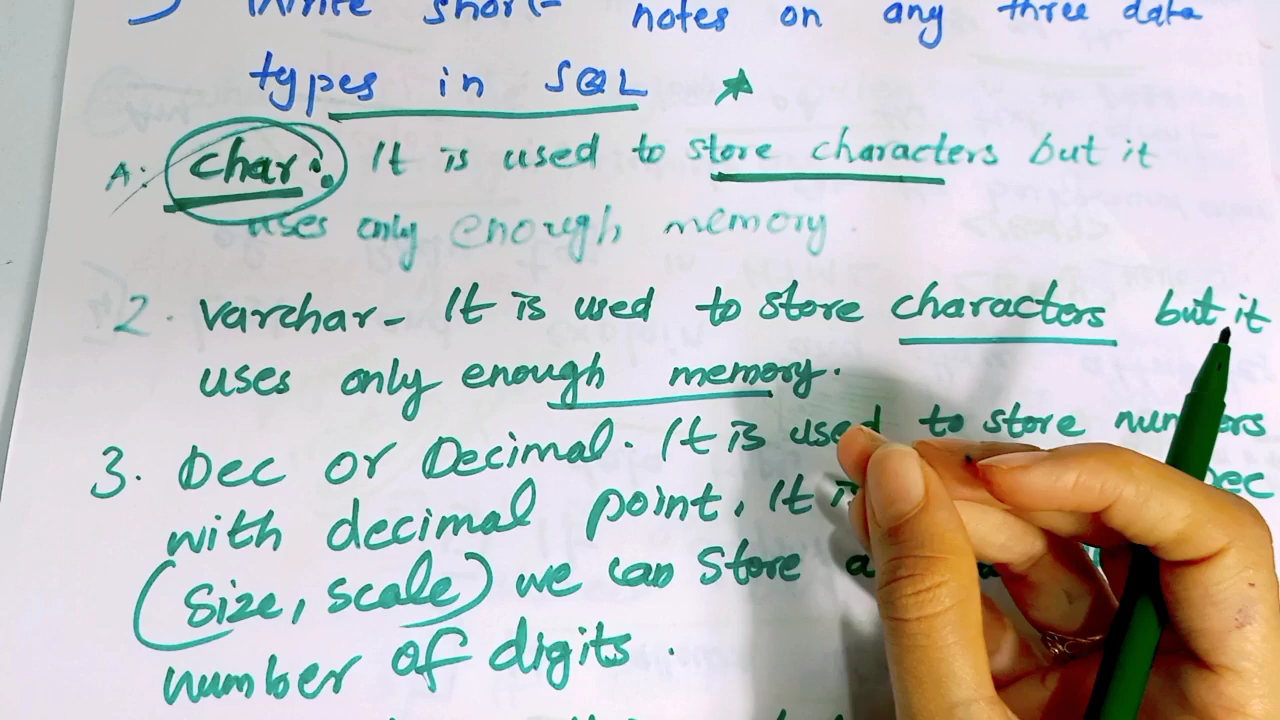 short notes on any three data
types in SQL
A: char: It is used to store characters but it
uses only enough memory.
2. varchar- It is used to store characters but it
uses only enough memory.
3. Dec or Decimal. It is used to store numbers
with decimal point. It
(size, scale) we can store
number of digits.